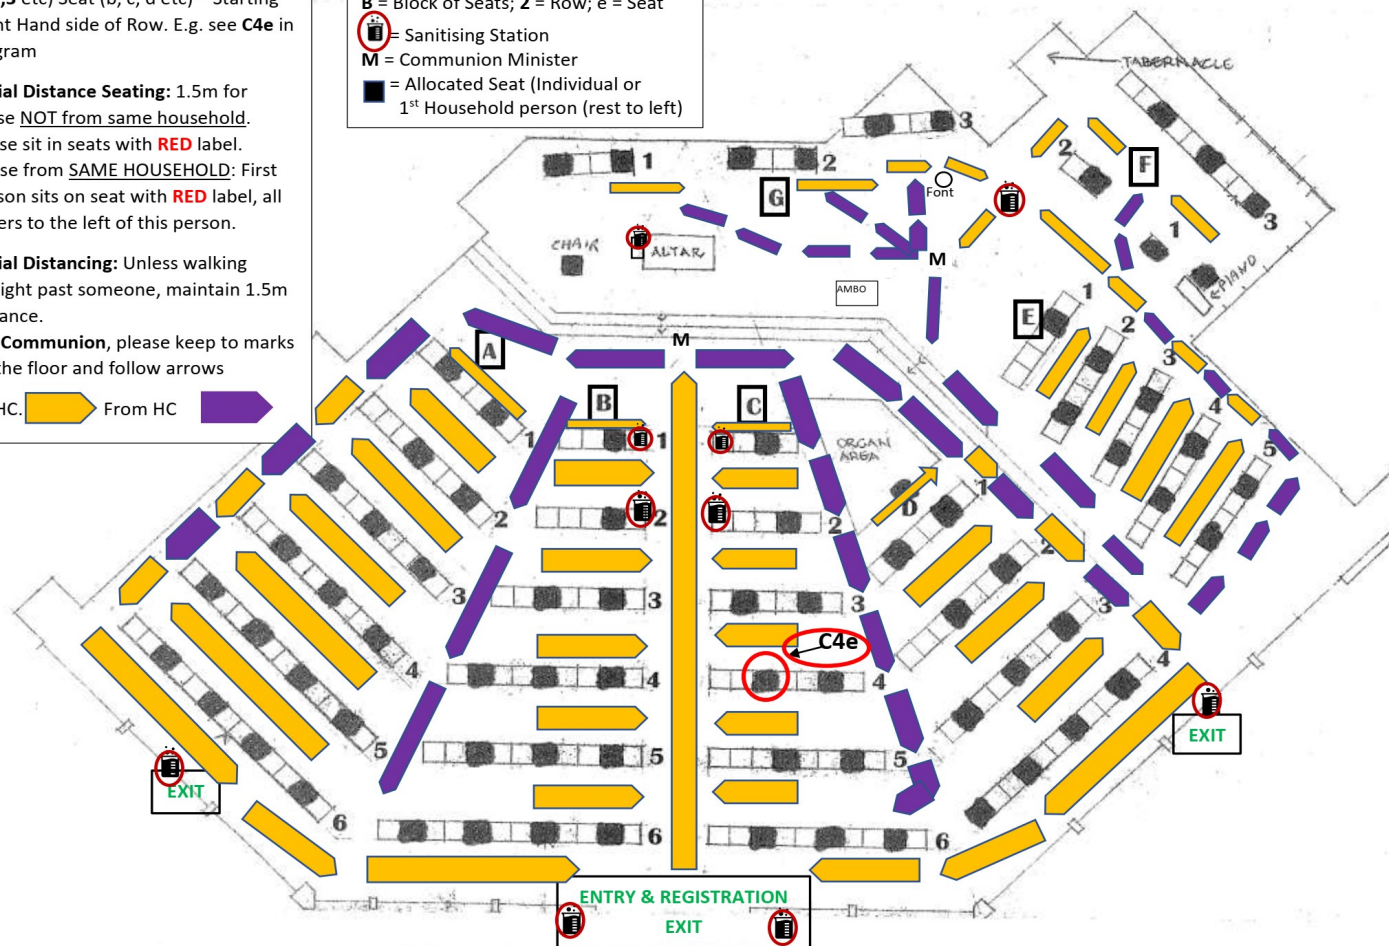 ,3 etc) Seat (b, c, d etc) – Starting
nt Hand side of Row. E.g. see C4e in
gram
ial Distance Seating: 1.5m for
se NOT from same household.
se sit in seats with RED label.
se from SAME HOUSEHOLD: First
son sits on seat with RED label, all
ers to the left of this person.
ial Distancing: Unless walking
ight past someone, maintain 1.5m
ance.
Communion, please keep to marks
the floor and follow arrows
HC. From HC
B = Block of Seats; 2 = Row; e = Seat
= Sanitising Station
M = Communion Minister
= Allocated Seat (Individual or
1st Household person (rest to left)
TABERNACLE
3
1
2
2
F
G
Font
3
1
CHAIR
ALTAR
M
PIANO
AMBO
E
1
2
3
4
5
M
A
B
C
1
1
ORGAN
AREA
D
1
2
2
2
2
3
3
3
3
C4e
4
4
4
4
5
5
5
6
6
6
EXIT
EXIT
ENTRY & REGISTRATION
EXIT